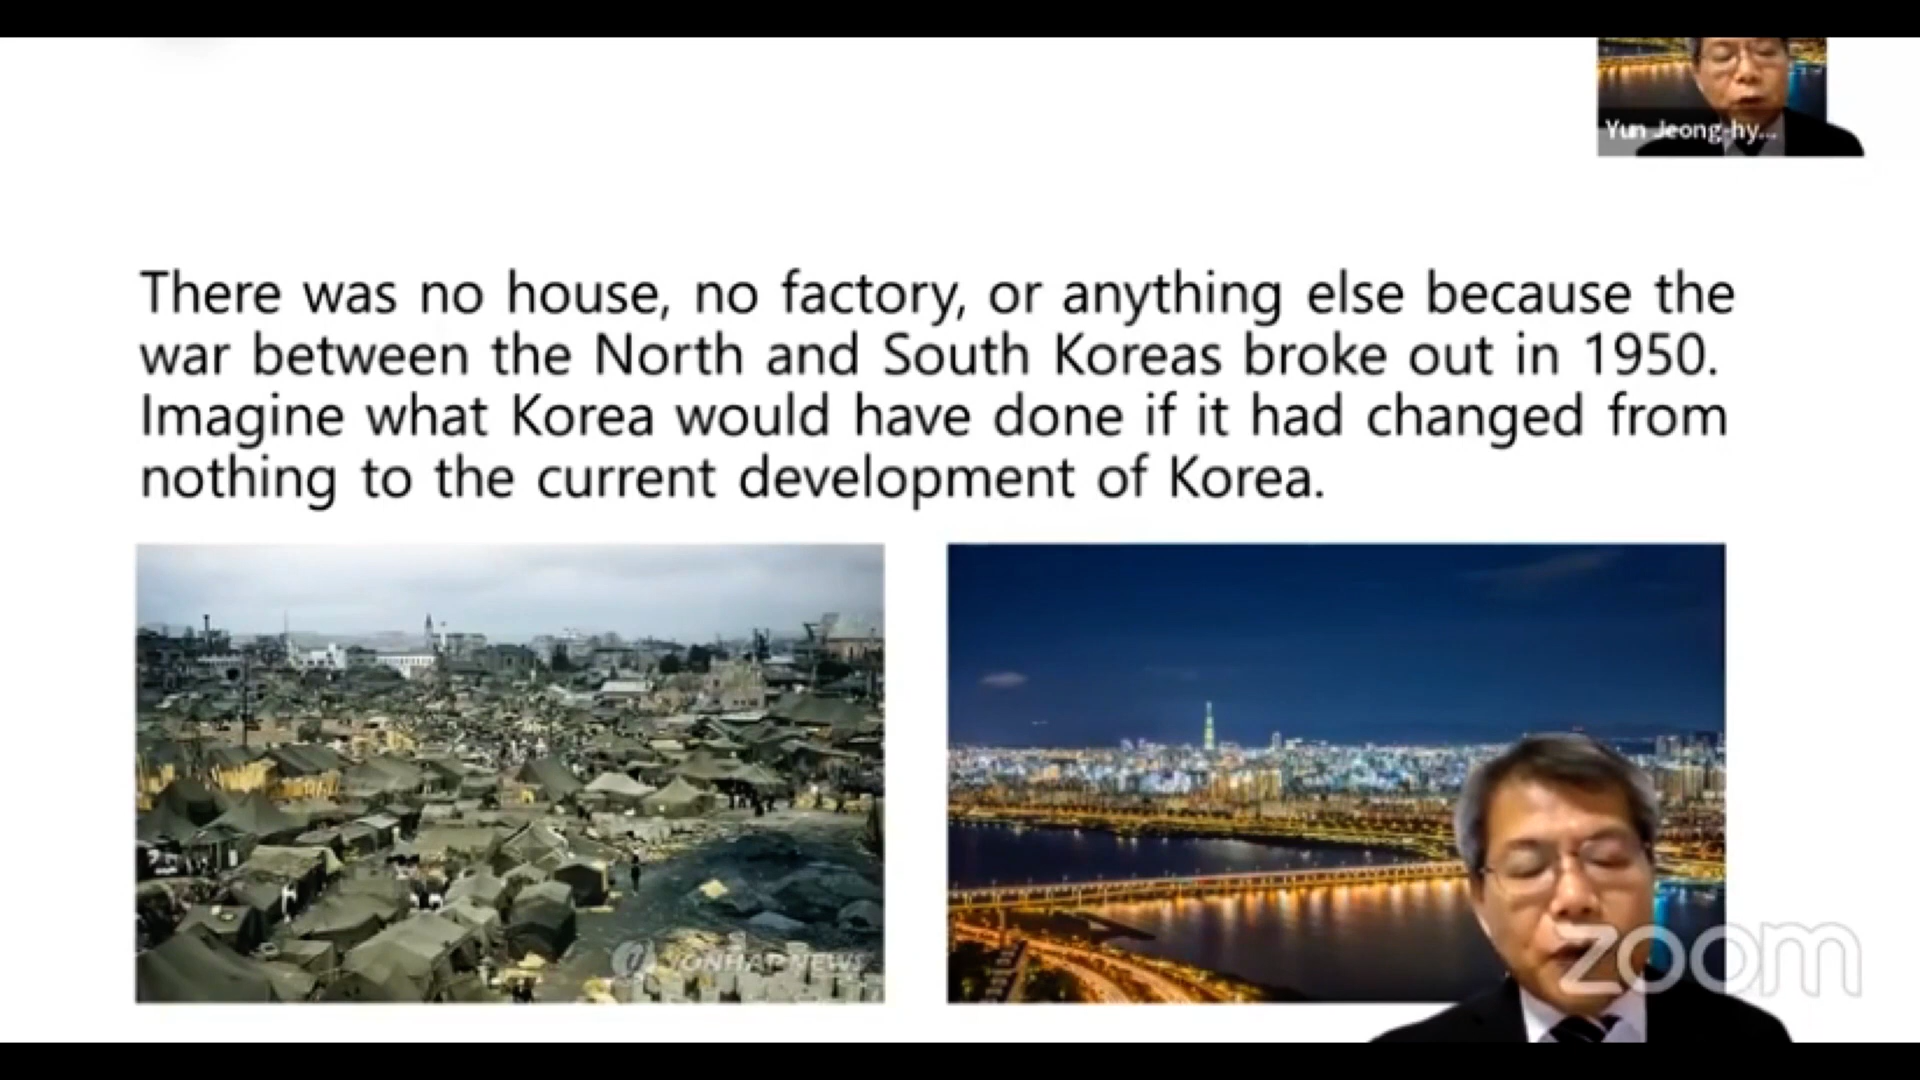 Yun Jeong-hy...
There was no house, no factory, or anything else because the
war between the North and South Koreas broke out in 1950.
Imagine what Korea would have done if it had changed from
nothing to the current development of Korea.
YONHAP NEWS
zoom